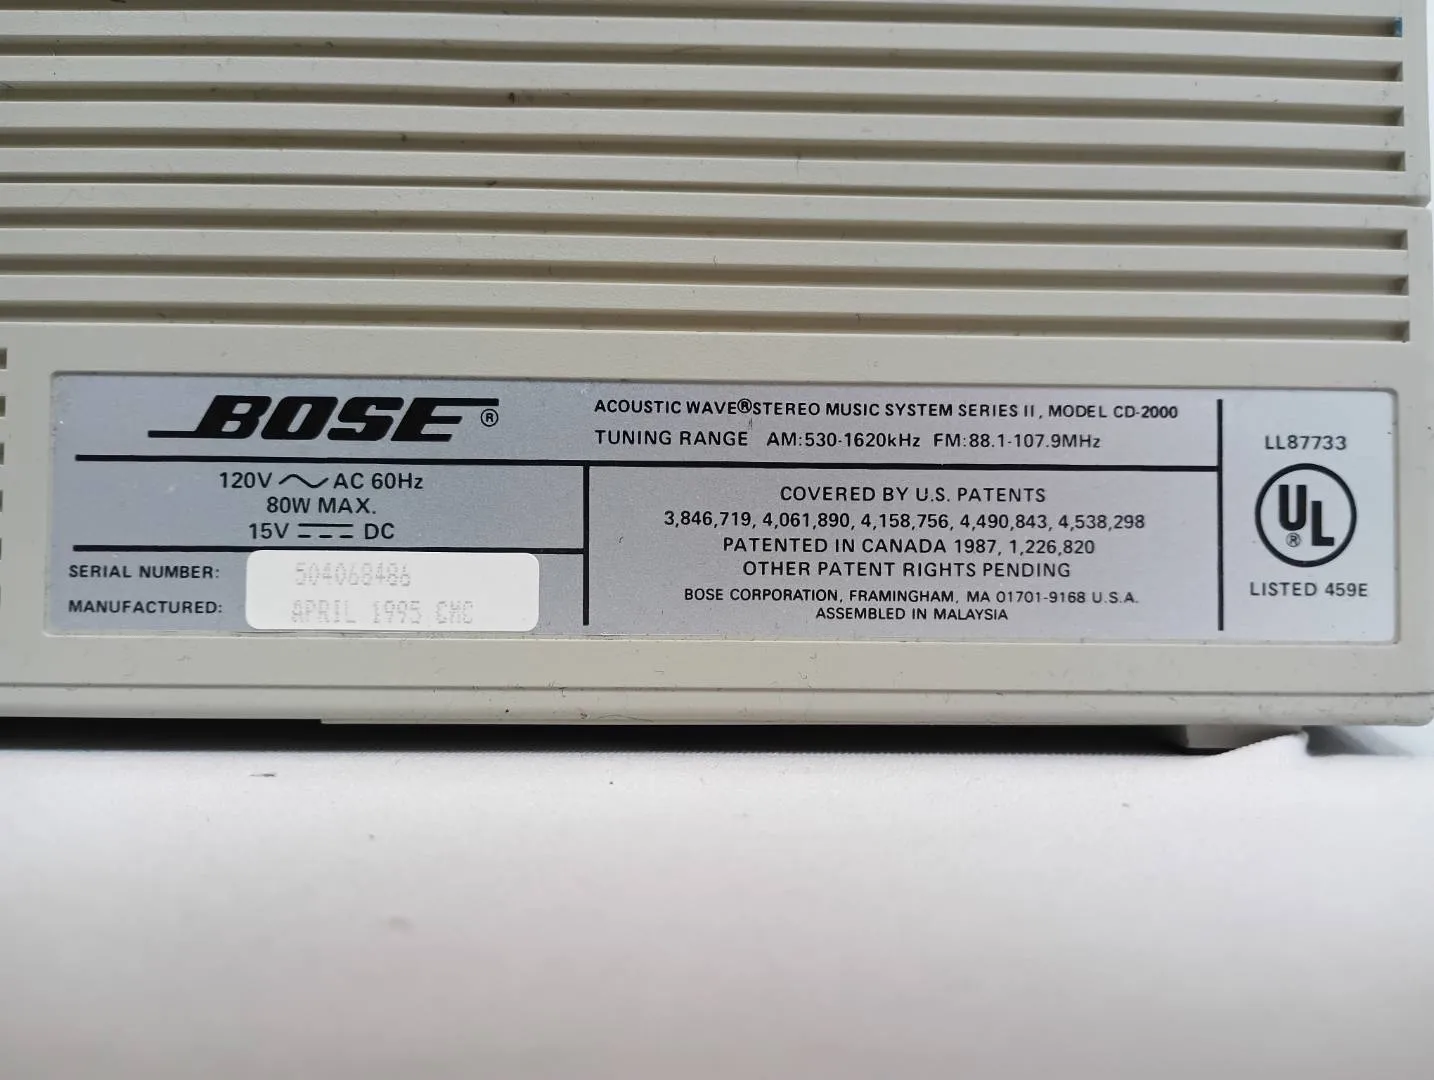 BOSE®
ACOUSTIC WAVE® STEREO MUSIC SYSTEM SERIES II, MODEL CD-2000
TUNING RANGE AM:530-1620kHz FM:88.1-107.9MHz
120V ~ AC 60Hz
80W MAX.
15V ⎓ DC
SERIAL NUMBER: 504068486
MANUFACTURED: APRIL 1995 CMC
COVERED BY U.S. PATENTS
3,846,719, 4,061,890, 4,158,756, 4,490,843, 4,538,298
PATENTED IN CANADA 1987, 1,226,820
OTHER PATENT RIGHTS PENDING
BOSE CORPORATION, FRAMINGHAM, MA 01701-9168 U.S.A.
ASSEMBLED IN MALAYSIA
LL87733
UL®
LISTED 459E